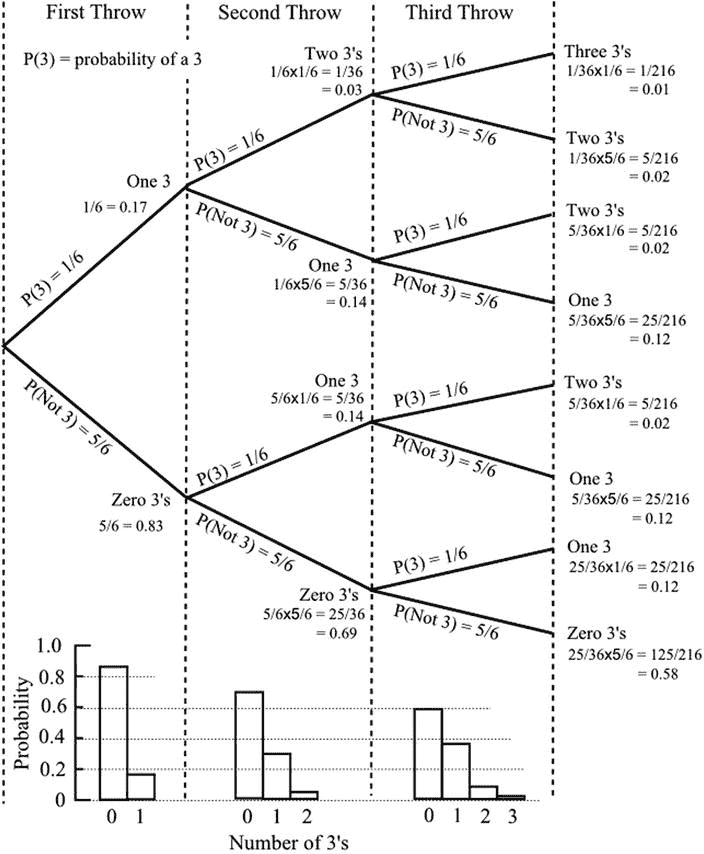 First Throw
Second Throw
Third Throw
P(3) = probability of a 3
Two 3's
1/6x1/6 = 1/36
= 0.03
P(3) = 1/6
Three 3's
1/36x1/6 = 1/216
= 0.01
P(3) = 1/6
P(Not 3) = 5/6
Two 3's
1/36x5/6 = 5/216
= 0.02
One 3
1/6 = 0.17
P(Not 3) = 5/6
P(3) = 1/6
Two 3's
5/36x1/6 = 5/216
= 0.02
P(3) = 1/6
One 3
1/6x5/6 = 5/36
= 0.14
P(Not 3) = 5/6
One 3
5/36x5/6 = 25/216
= 0.12
P(Not 3) = 5/6
One 3
5/6x1/6 = 5/36
= 0.14
P(3) = 1/6
Two 3's
5/36x1/6 = 5/216
= 0.02
P(3) = 1/6
P(Not 3) = 5/6
One 3
5/36x5/6 = 25/216
= 0.12
Zero 3's
5/6 = 0.83
P(Not 3) = 5/6
P(3) = 1/6
One 3
25/36x1/6 = 25/216
= 0.12
Zero 3's
5/6x5/6 = 25/36
= 0.69
P(Not 3) = 5/6
Zero 3's
25/36x5/6 = 125/216
= 0.58
Probability
1.0
0.8
0.6
0.4
0.2
0
0 1
0 1 2
0 1 2 3
Number of 3's